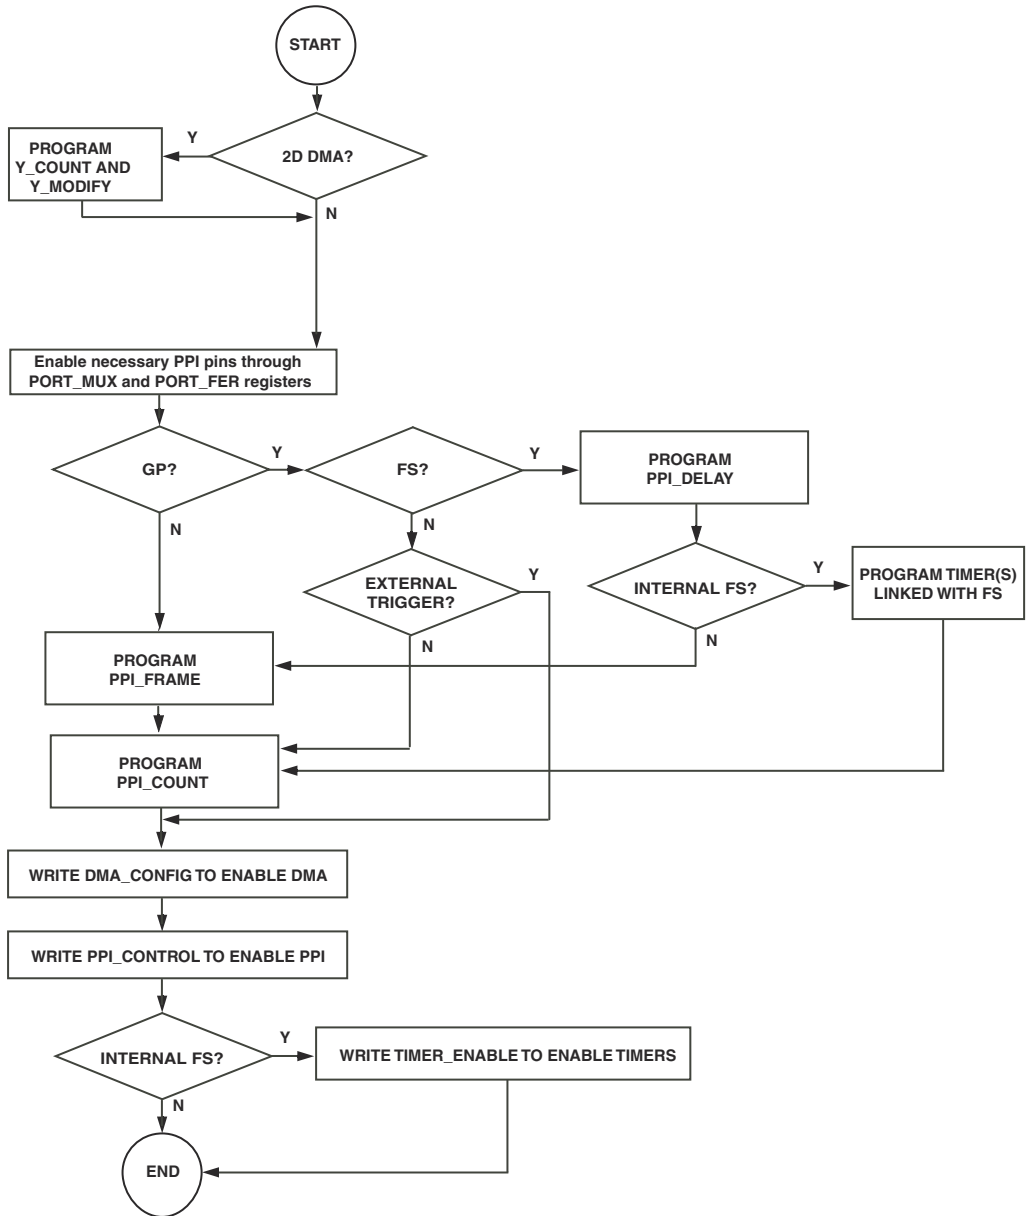 START
2D DMA?
Y
PROGRAM
Y_COUNT AND
Y_MODIFY
N
Enable necessary PPI pins through
PORT_MUX and PORT_FER registers
GP?
Y
FS?
Y
PROGRAM
PPI_DELAY
N
N
EXTERNAL
TRIGGER?
Y
INTERNAL FS?
Y
PROGRAM TIMER(S)
LINKED WITH FS
N
N
PROGRAM
PPI_FRAME
PROGRAM
PPI_COUNT
WRITE DMA_CONFIG TO ENABLE DMA
WRITE PPI_CONTROL TO ENABLE PPI
INTERNAL FS?
Y
WRITE TIMER_ENABLE TO ENABLE TIMERS
N
END